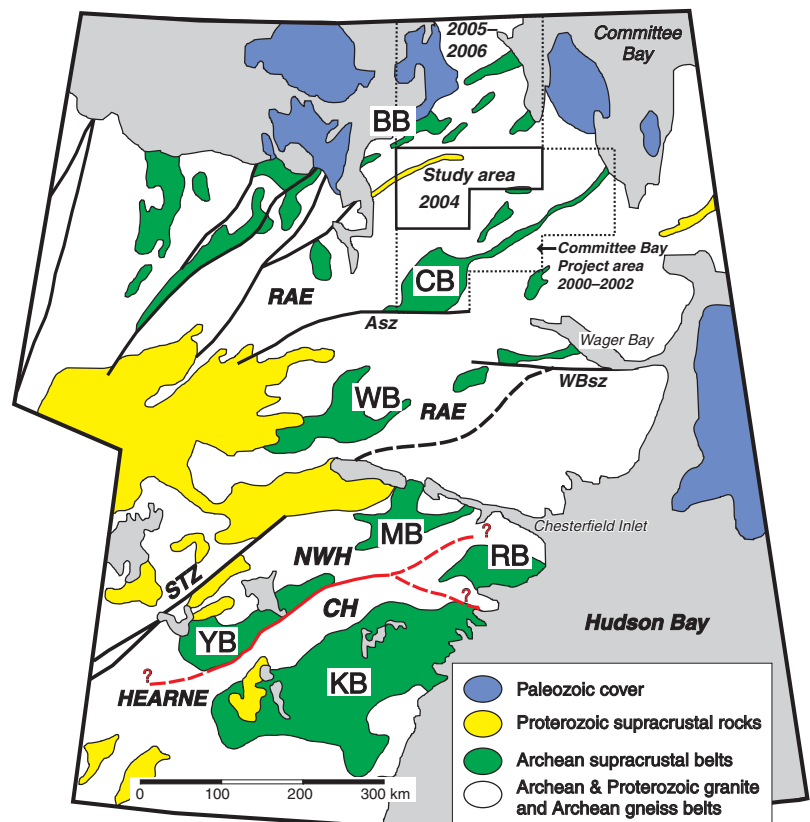 2005–
2006
Committee
Bay
BB
Study area
2004
Committee Bay
Project area
2000–2002
CB
RAE
Asz
Wager Bay
WBsz
WB
RAE
Chesterfield Inlet
MB
?
NWH
RB
STZ
CH
?
Hudson Bay
YB
?
HEARNE
KB
Paleozoic cover
Proterozoic supracrustal rocks
Archean supracrustal belts
Archean & Proterozoic granite
and Archean gneiss belts
0 100 200 300 km